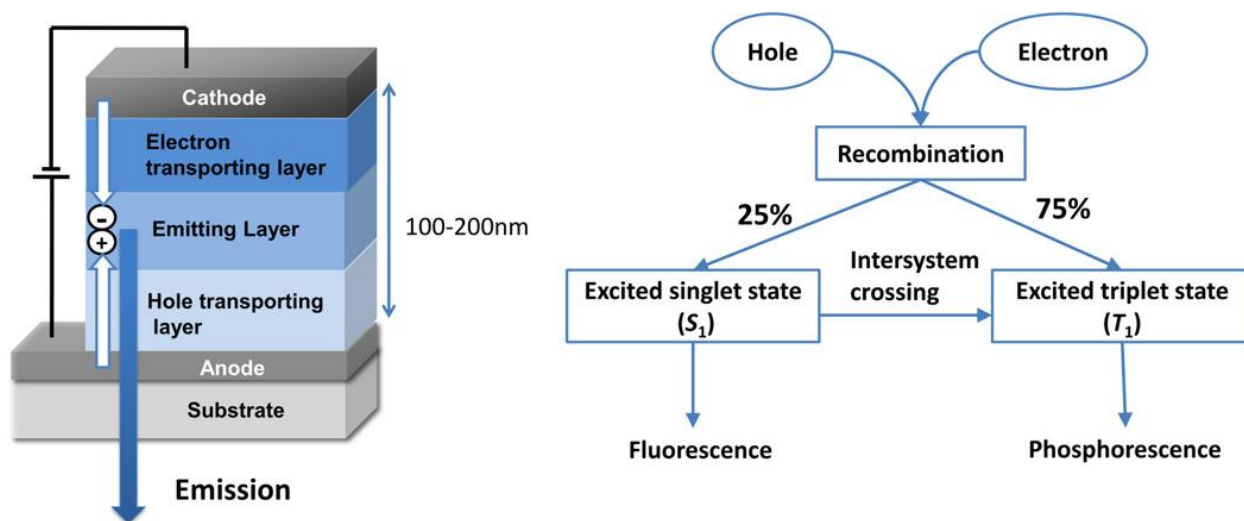 Cathode
Electron
transporting layer
-
Emitting Layer
+
Hole transporting
layer
Anode
Substrate
Emission
100-200nm
Hole
Electron
Recombination
25%
75%
Intersystem
crossing
Excited singlet state
(S₁)
Excited triplet state
(T₁)
Fluorescence
Phosphorescence